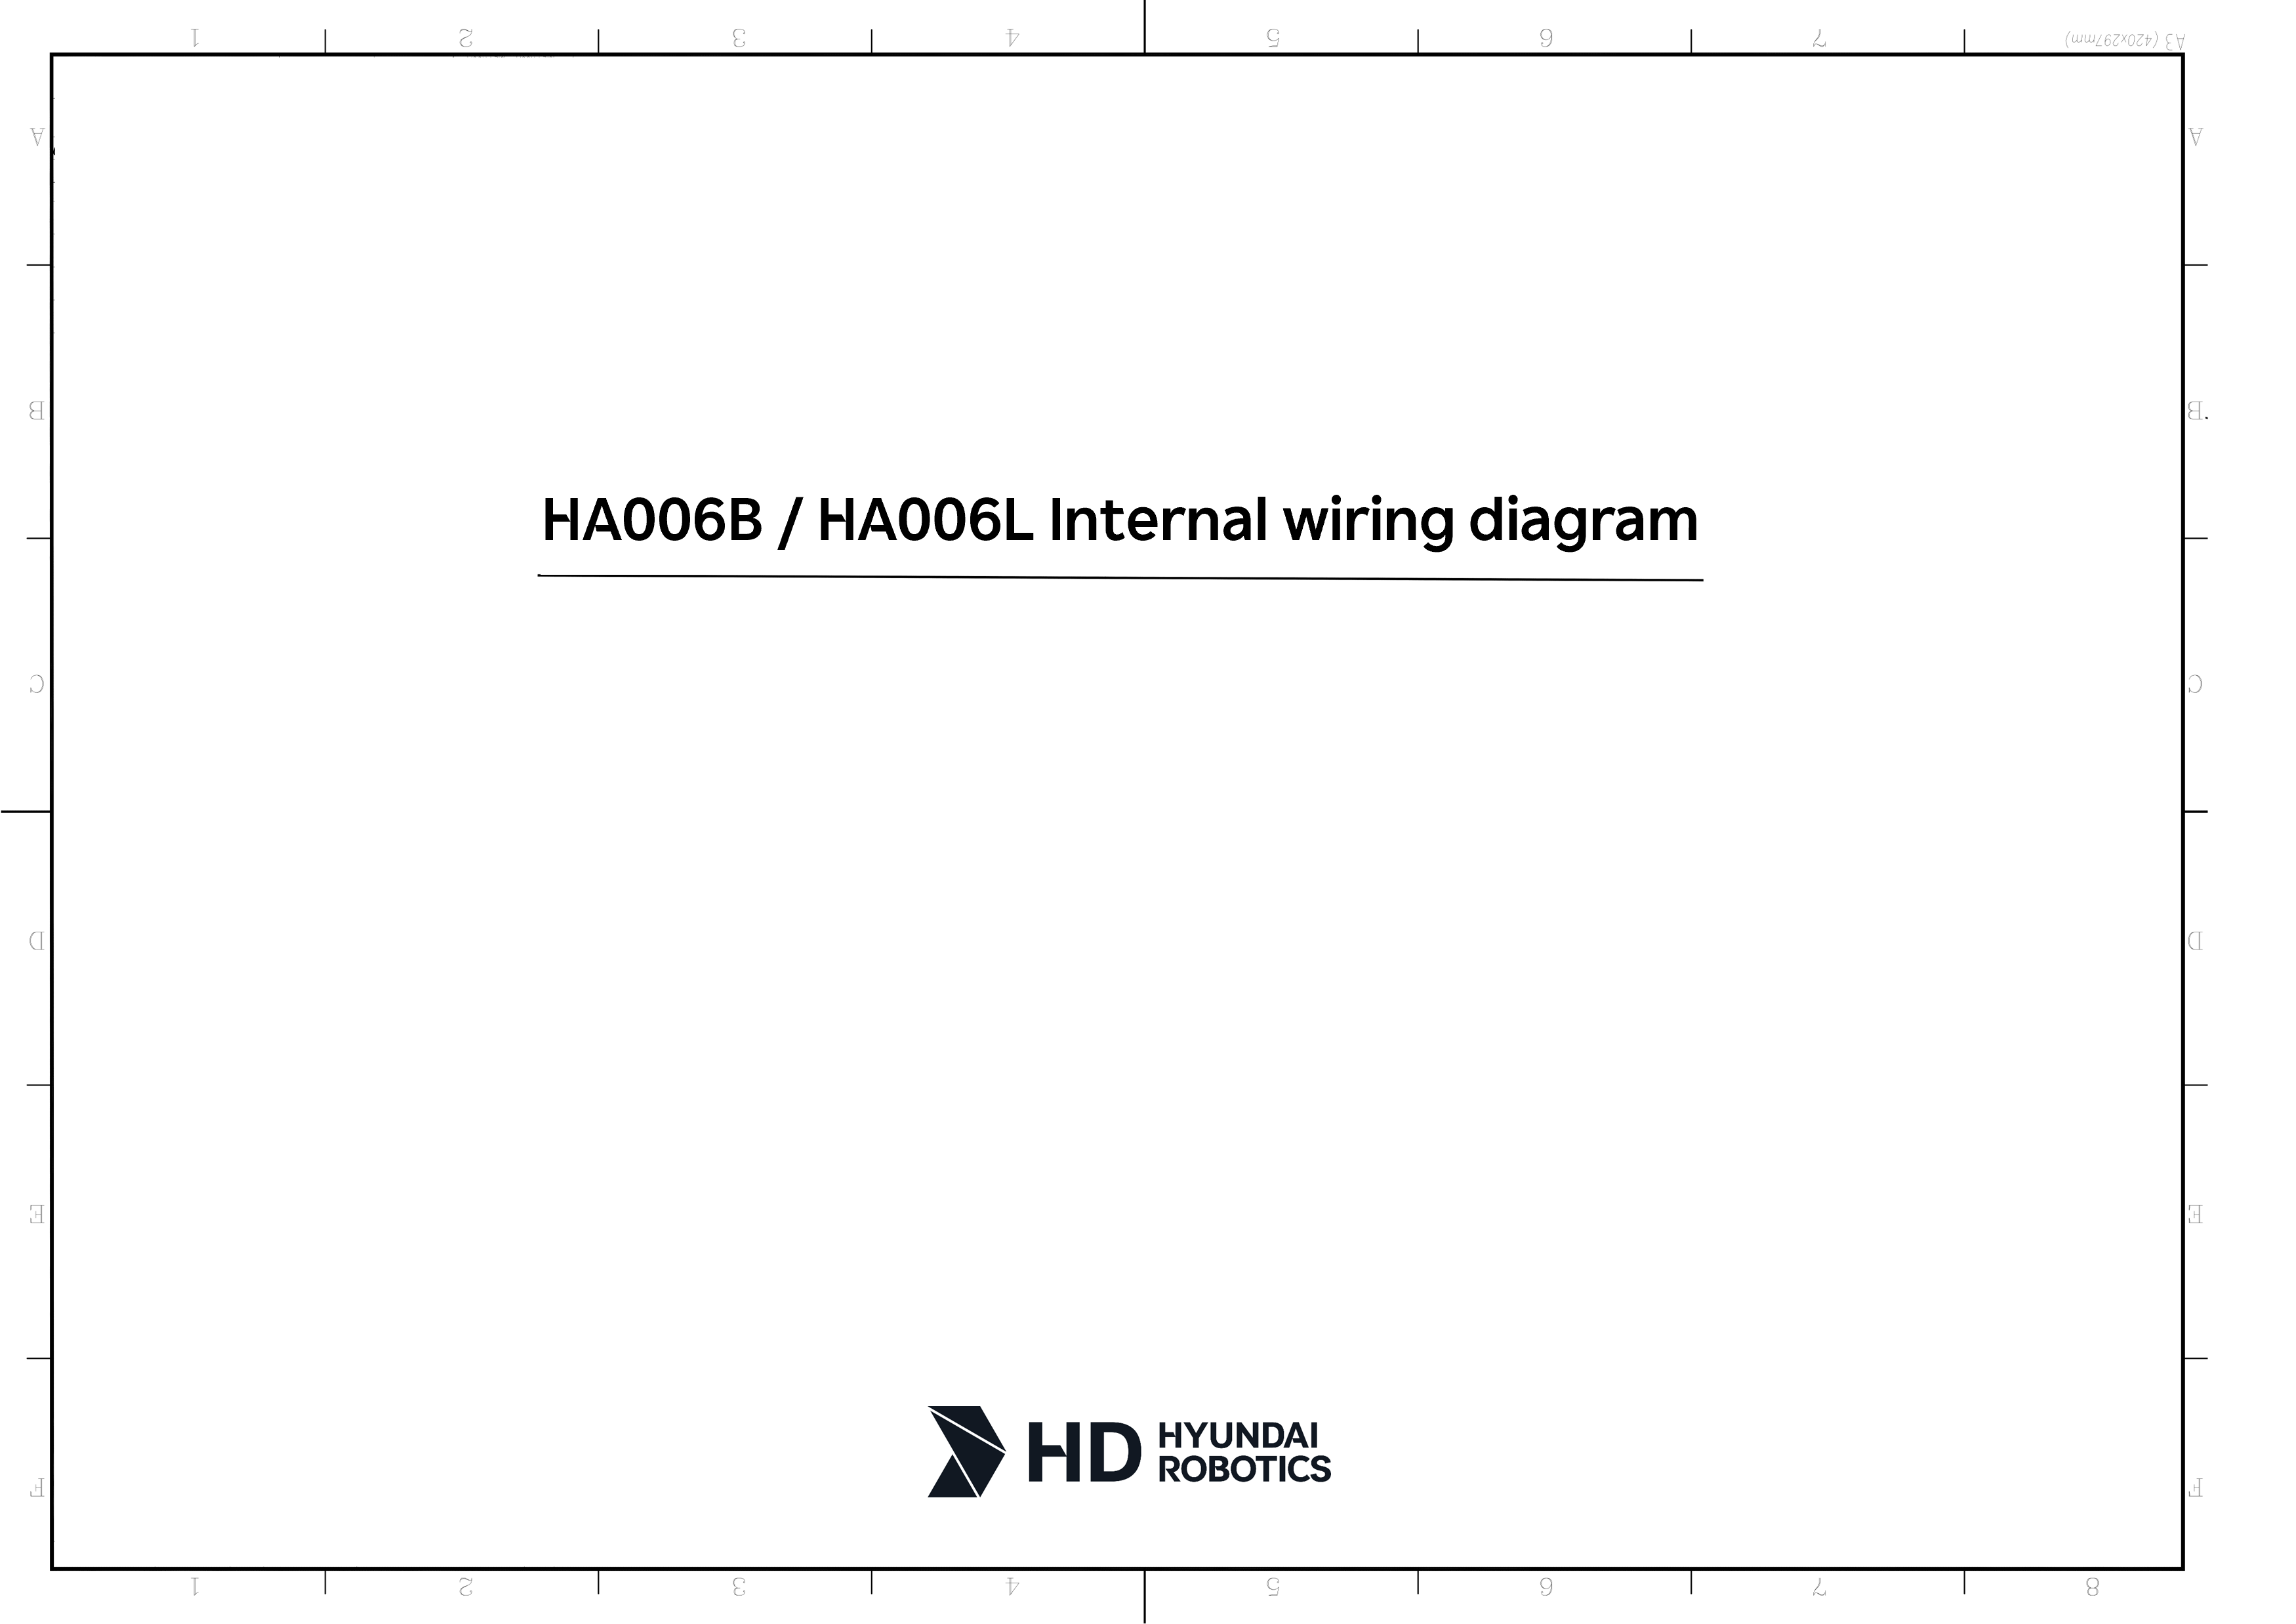 1 2 3 4 5 6 7 A3 (420x297mm)
A A
B B
HA006B / HA006L Internal wiring diagram
C C
D D
E E
HD HYUNDAI
ROBOTICS
F F
1 2 3 4 5 6 7 8